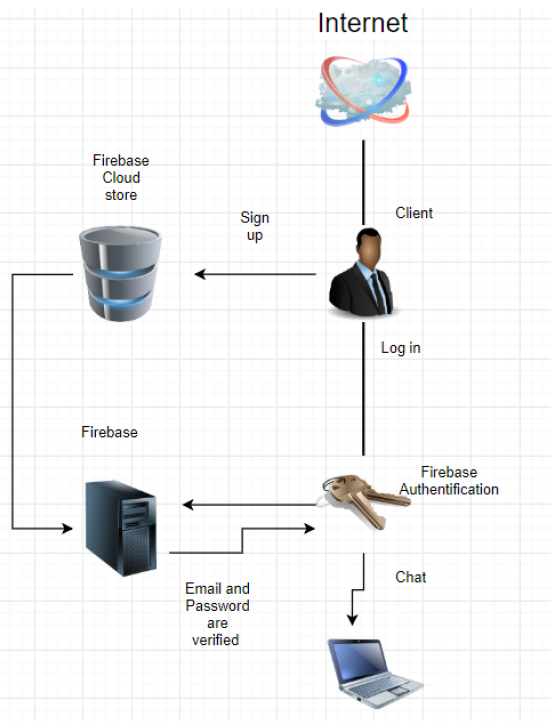 Internet
Firebase
Cloud
store
Client
Sign
up
Log in
Firebase
Firebase
Authentification
Email and
Password
are
verified
Chat